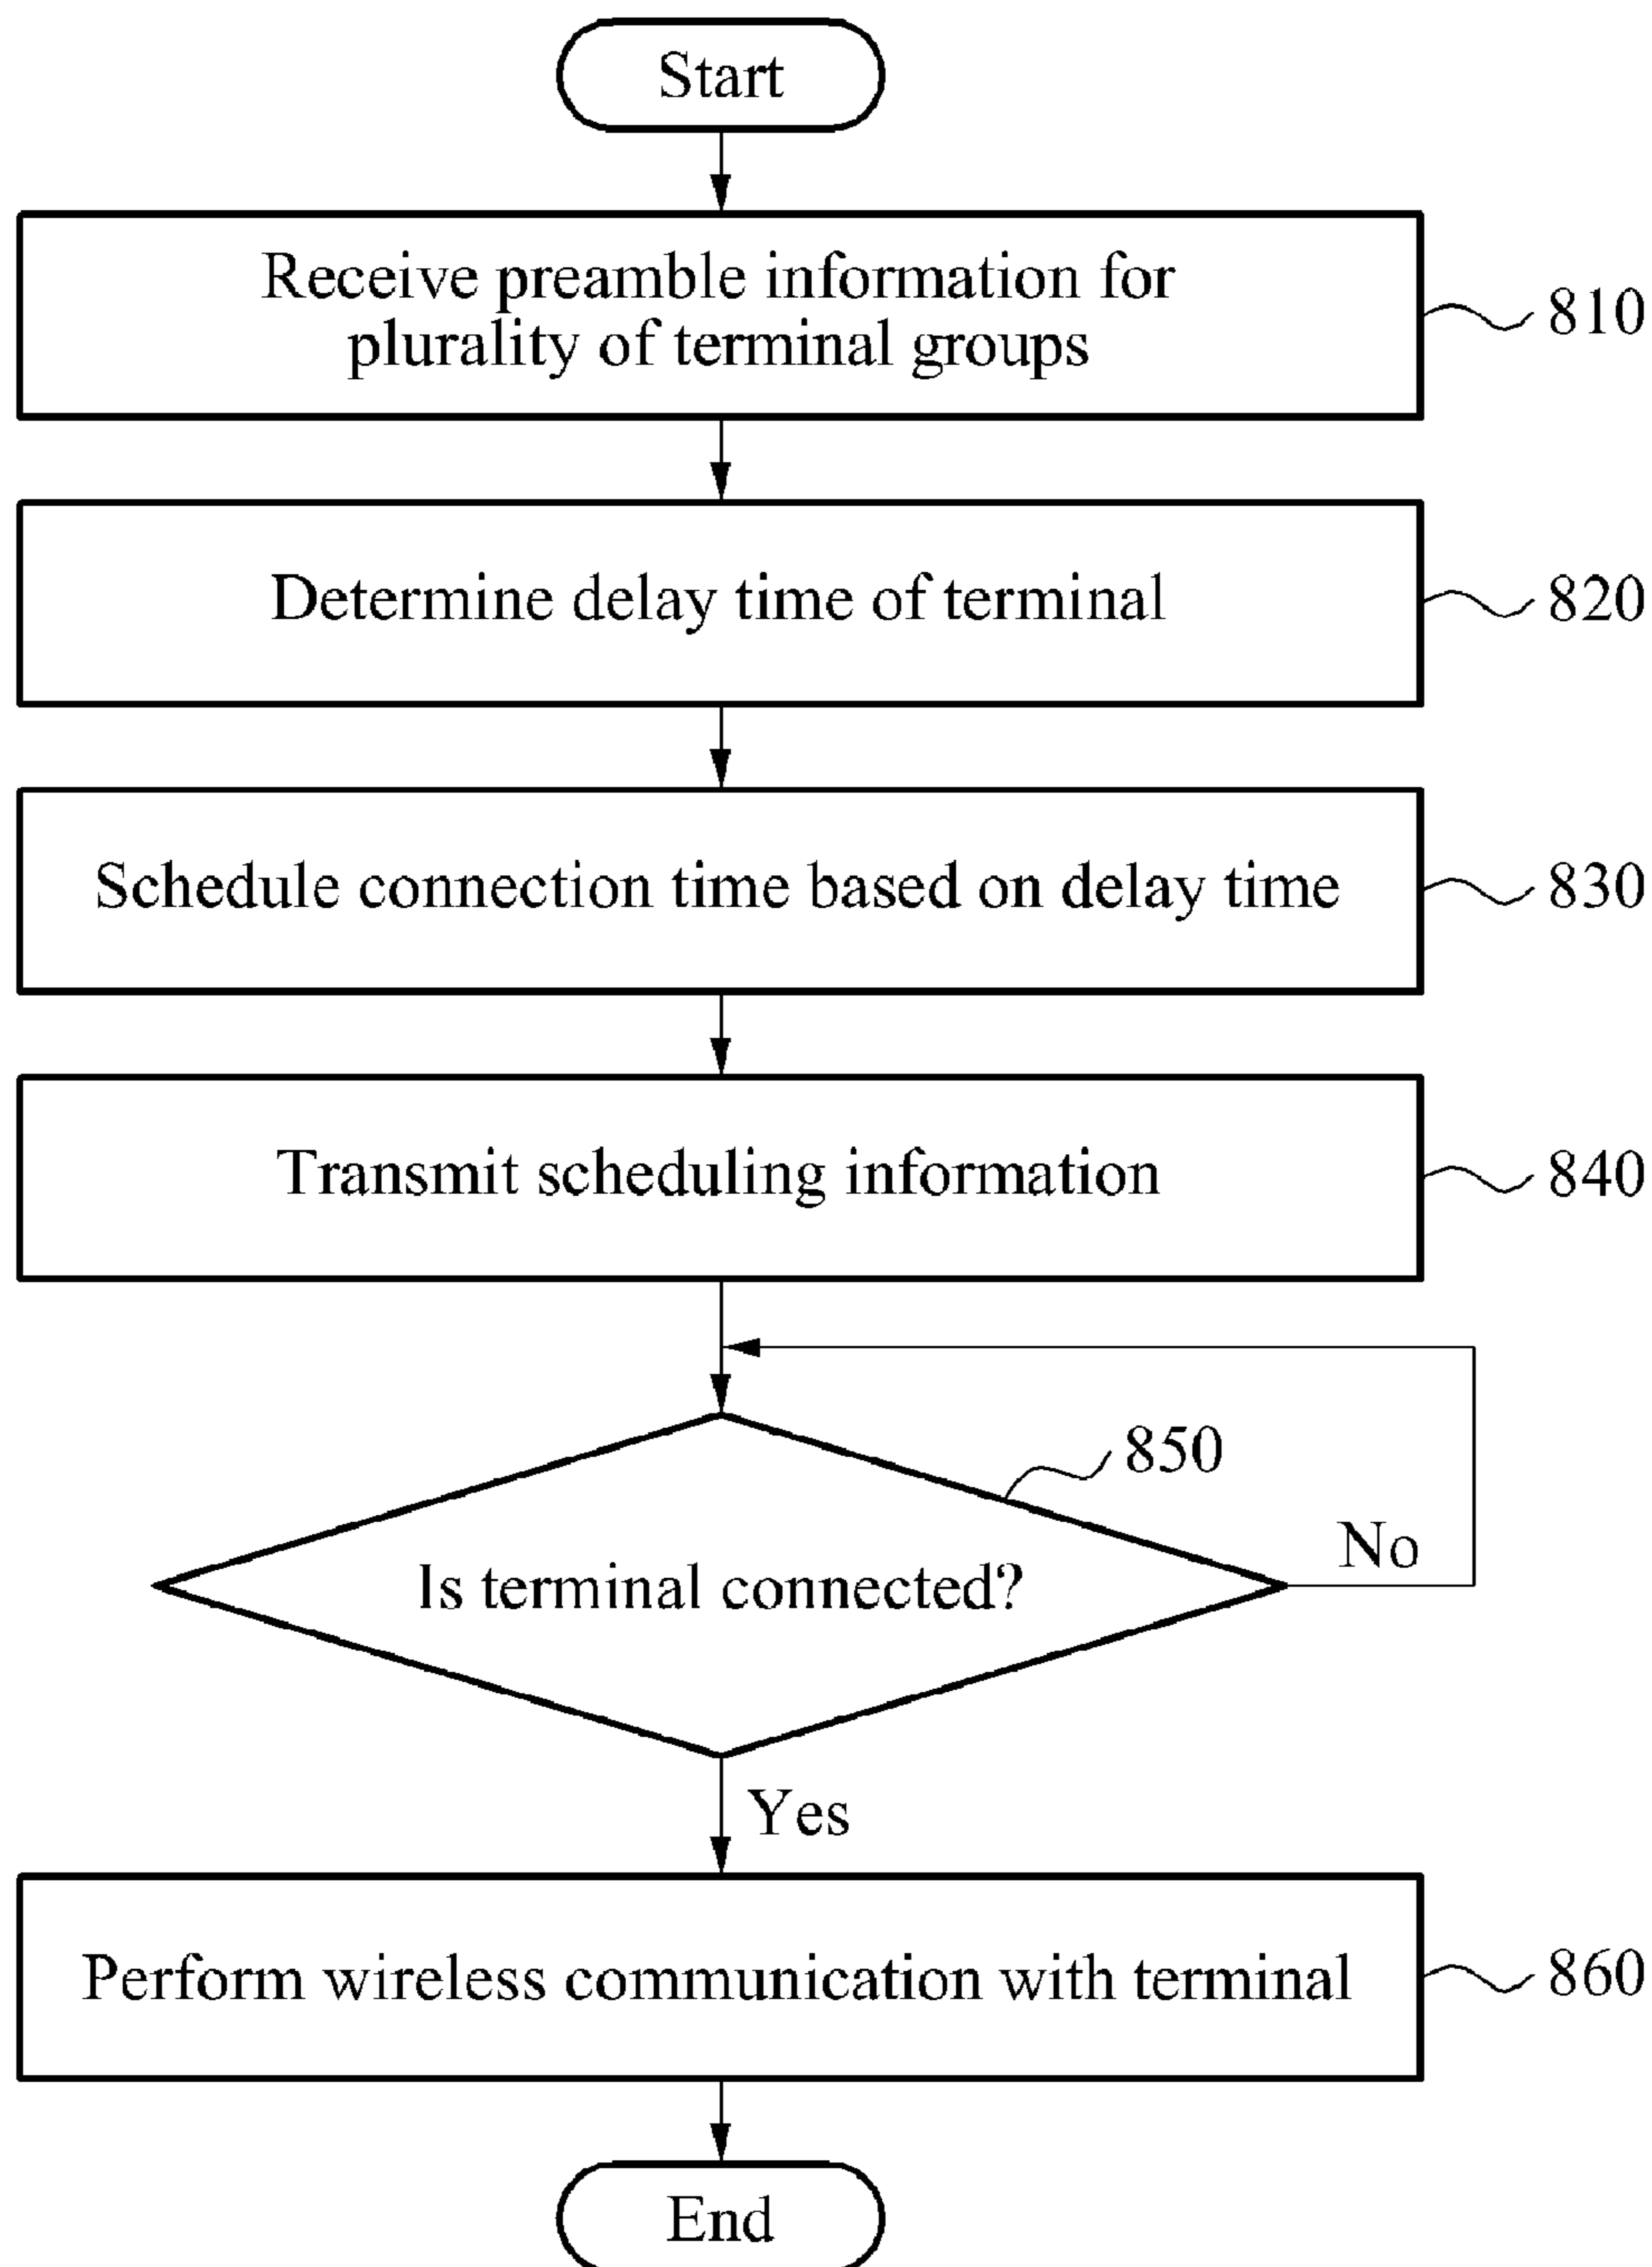 Start
Receive preamble information for
plurality of terminal groups
810
Determine delay time of terminal
820
Schedule connection time based on delay time
830
Transmit scheduling information
840
850
Is terminal connected?
No
Yes
Perform wireless communication with terminal
860
End